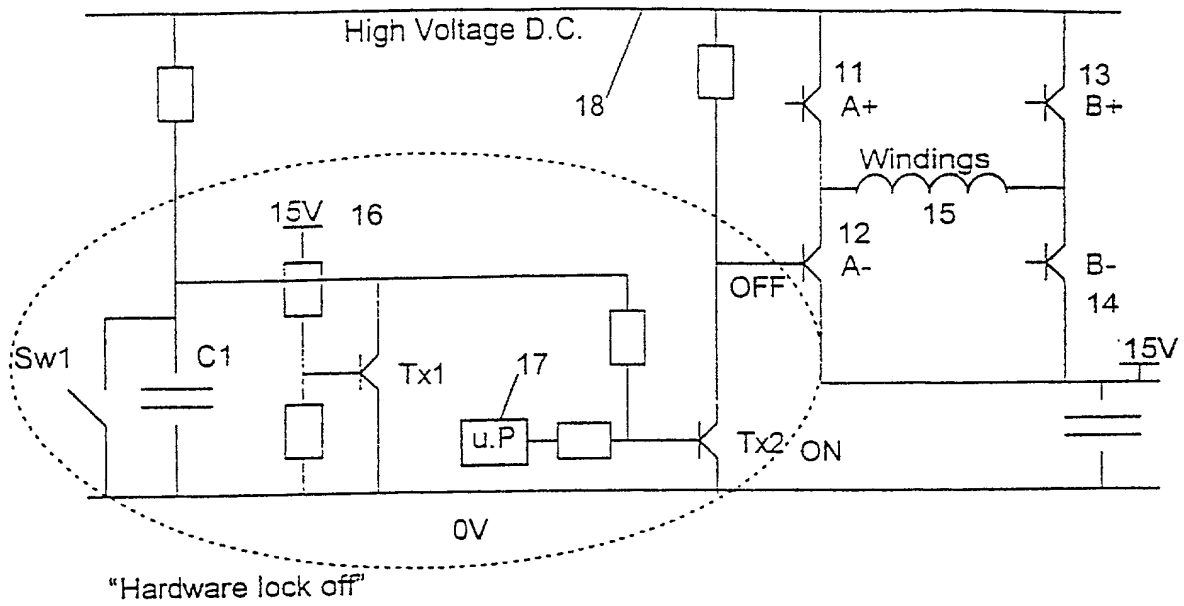 High Voltage D.C.
18
11
A+
13
B+
Windings
15
15V
16
12
A-
OFF
B-
14
Sw1
C1
Tx1
17
u.P
Tx2
ON
15V
0V
"Hardware lock off"